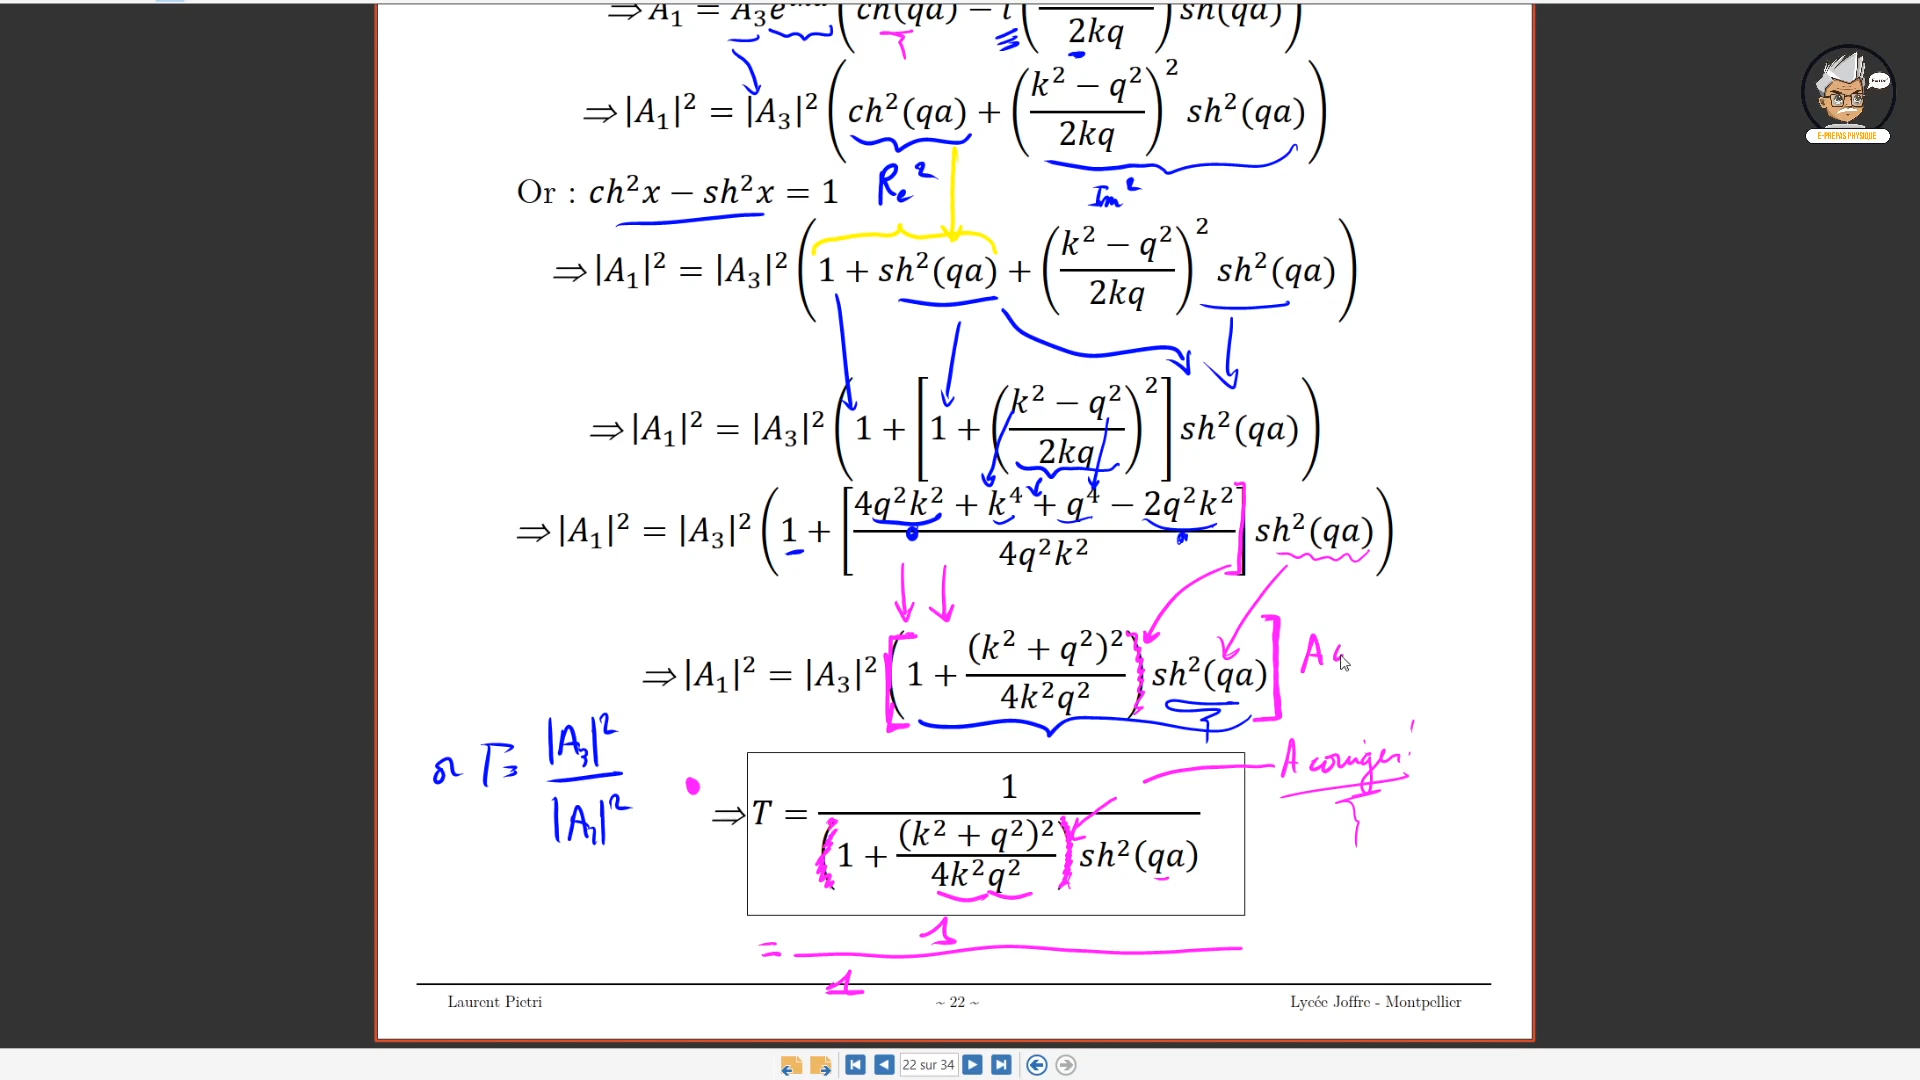 ⇒ A₁ = A₃e (ch(qa) − i( / 2kq) sh(qa))
⇒ |A₁|² = |A₃|² (ch²(qa) + ((k² − q²) / 2kq)² sh²(qa))
Re²
Im²
Or : ch²x − sh²x = 1
⇒ |A₁|² = |A₃|² (1 + sh²(qa) + ((k² − q²) / 2kq)² sh²(qa))
⇒ |A₁|² = |A₃|² (1 + [1 + ((k² − q²) / 2kq)²] sh²(qa))
⇒ |A₁|² = |A₃|² (1 + [(4q²k² + k⁴ + q⁴ − 2q²k²) / 4q²k²] sh²(qa))
⇒ |A₁|² = |A₃|² [(1 + (k² + q²)² / 4k²q²) sh²(qa)] A
or T = |A₃|² / |A₁|²
A corriger !
⇒ T = 1 / ((1 + (k² + q²)² / 4k²q²) sh²(qa))
= 1 / 1
Laurent Pietri ~ 22 ~ Lycée Joffre - Montpellier
E-PREPAS PHYSIQUE
22 sur 34